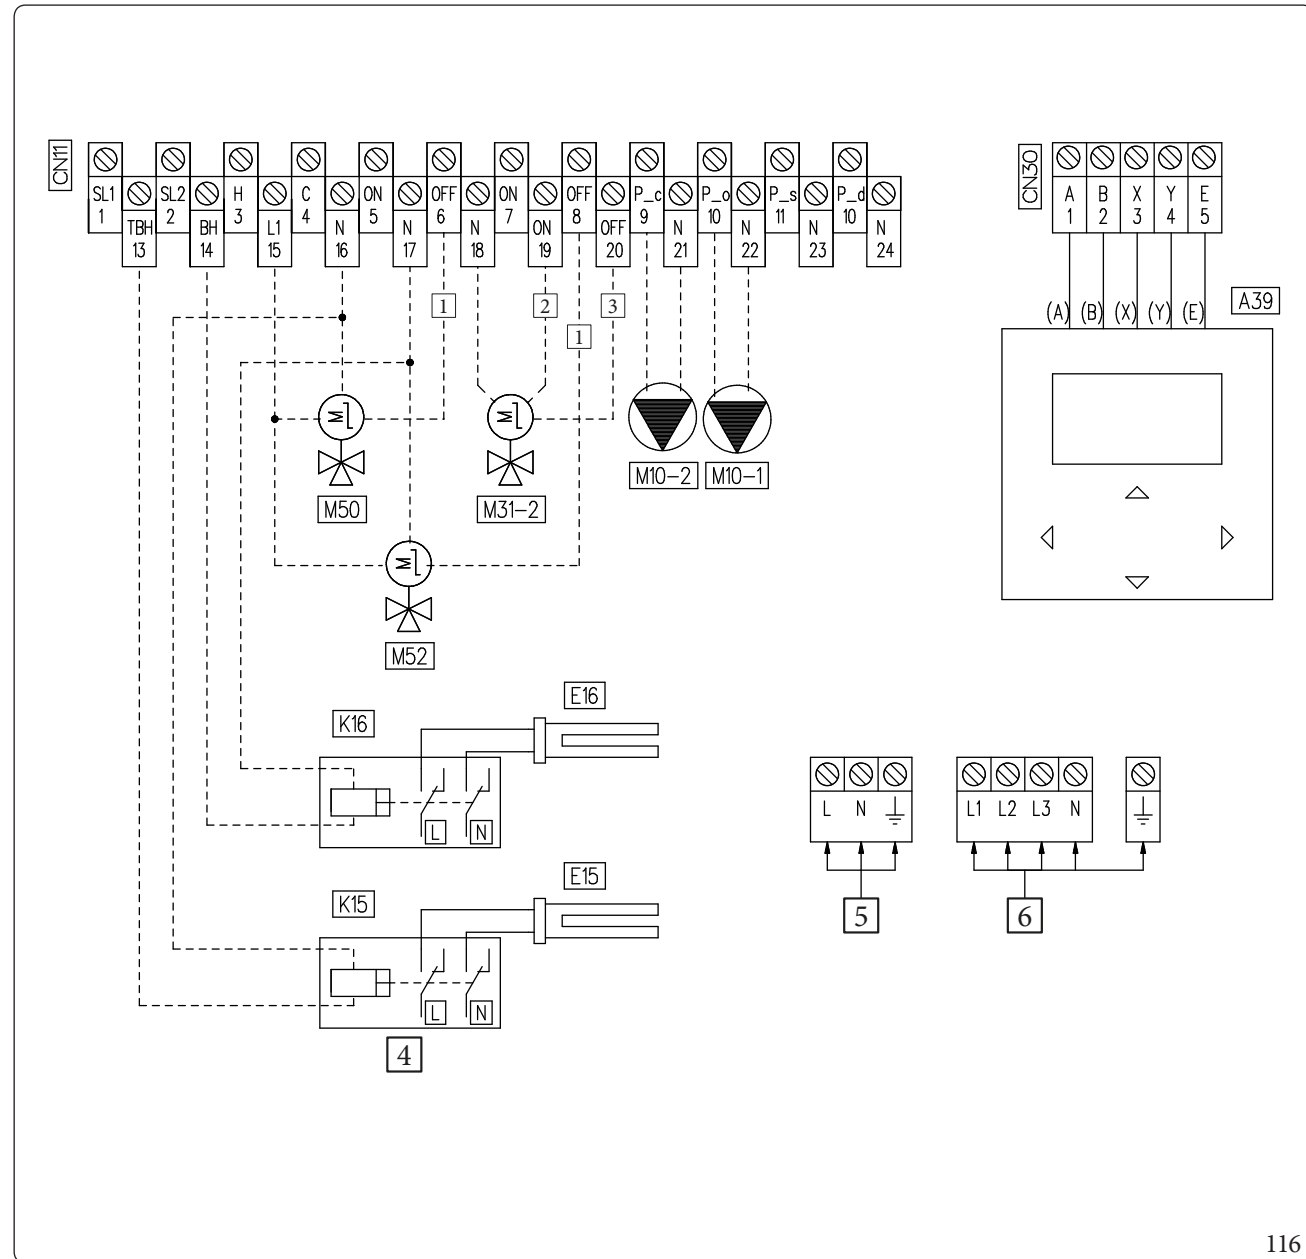 CN11
SL1 SL2 H C ON OFF ON OFF P_c P_o P_s P_d
1 2 3 4 5 6 7 8 9 10 11 10
TBH BH L1 N N N ON OFF N N N N
13 14 15 16 17 18 19 20 21 22 23 24
CN30
A B X Y E
1 2 3 4 5
(A) (B) (X) (Y) (E)
A39
1 2 3
1
M
M
M50 M31-2 M10-2 M10-1
M
M52
E16
K16
L N
E15
K15
L N
4
L N
5
L1 L2 L3 N
6
116